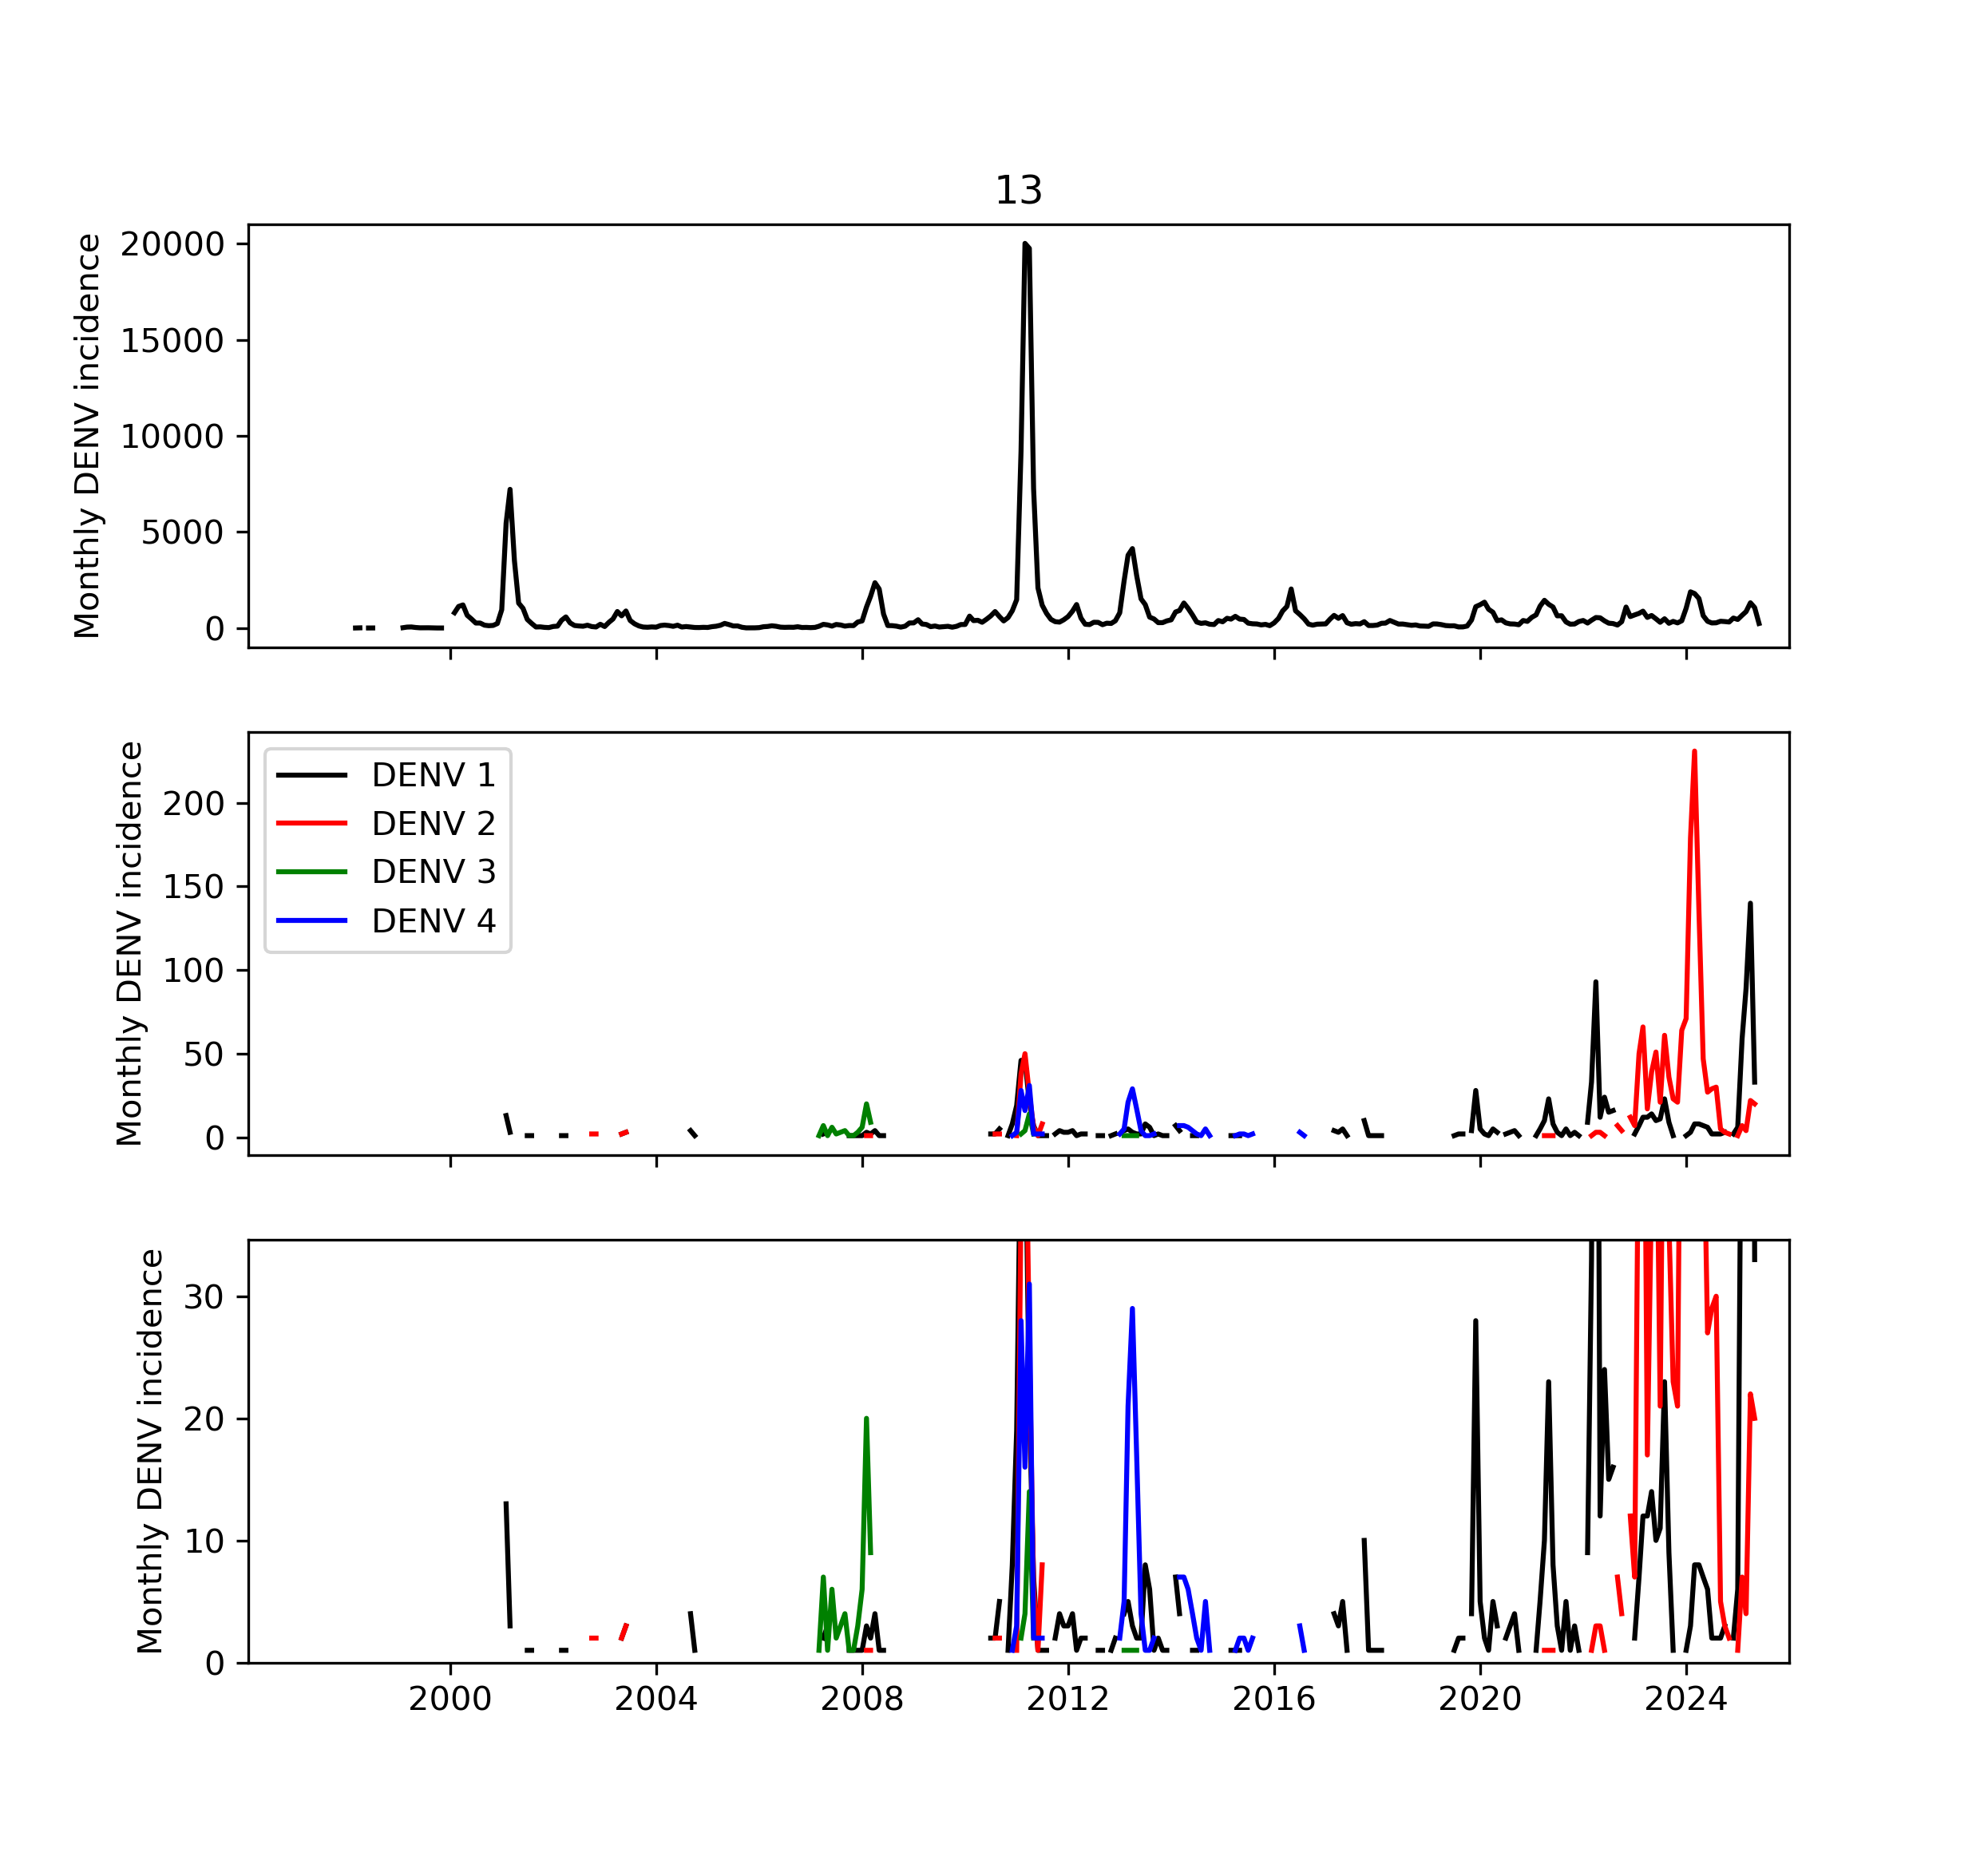 13
Monthly DENV incidence
20000
15000
10000
5000
0
Monthly DENV incidence
200
150
100
50
0
DENV 1
DENV 2
DENV 3
DENV 4
Monthly DENV incidence
30
20
10
0
2000 2004 2008 2012 2016 2020 2024